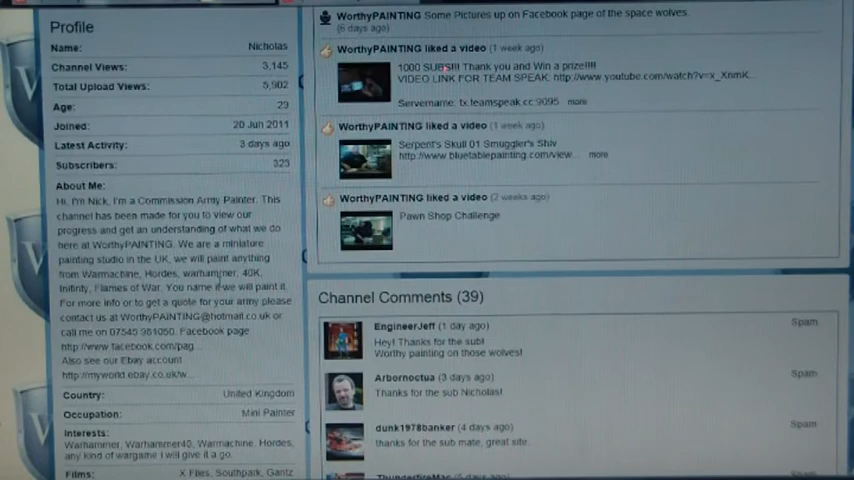 Profile
Name: Nicholas
Channel Views: 3,145
Total Upload Views: 5,902
Age: 23
Joined: 20 Jun 2011
Latest Activity: 3 days ago
Subscribers: 323
About Me:
Hi, I'm Nick, I'm a Commission Army Painter. This
channel has been made for you to view our
progress and get an understanding of what we do
here at WorthyPAINTING. We are a miniature
painting studio in the UK, we will paint anything
from Warmachine, Hordes, warhammer, 40K,
Infinity, Flames of War. You name it we will paint it.
For more info or to get a quote for your army please
contact us at WorthyPAINTING@hotmail.co.uk or
call me on 07545 981050. Facebook page
http://www.facebook.com/pag...
Also see our Ebay account
http://myworld.ebay.co.uk/w...
Country: United Kingdom
Occupation: Mini Painter
Interests:
Warhammer, Warhammer40, Warmachine, Hordes,
any kind of wargame I will give it a go.
Films: X Files, Southpark, Gantz
WorthyPAINTING Some Pictures up on Facebook page of the space wolves.
(6 days ago)
WorthyPAINTING liked a video (1 week ago)
1000 SUBS!!! Thank you and Win a prize!!!!
VIDEO LINK FOR TEAM SPEAK: http://www.youtube.com/watch?v=x_XnmK...
Servername: tx.teamspeak.cc:9095 more
WorthyPAINTING liked a video (1 week ago)
Serpent's Skull 01 Smuggler's Shiv
http://www.bluetablepainting.com/view... more
WorthyPAINTING liked a video (2 weeks ago)
Pawn Shop Challenge
Channel Comments (39)
EngineerJeff (1 day ago) Spam
Hey! Thanks for the sub!
Worthy painting on those wolves!
Arbornoctua (3 days ago) Spam
Thanks for the sub Nicholas!
dunk1978banker (4 days ago) Spam
thanks for the sub mate, great site.